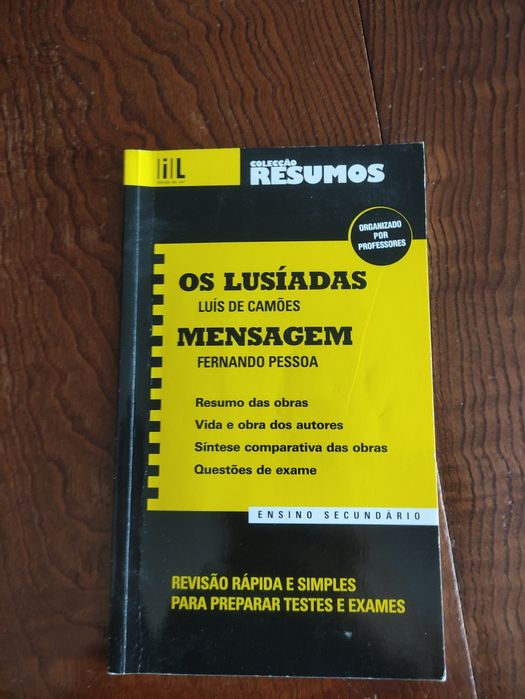 liL
COLECÇÃO
RESUMOS
ORGANIZADO
POR
PROFESSORES
OS LUSÍADAS
LUÍS DE CAMÕES
MENSAGEM
FERNANDO PESSOA
Resumo das obras
Vida e obra dos autores
Síntese comparativa das obras
Questões de exame
ENSINO SECUNDÁRIO
REVISÃO RÁPIDA E SIMPLES
PARA PREPARAR TESTES E EXAMES